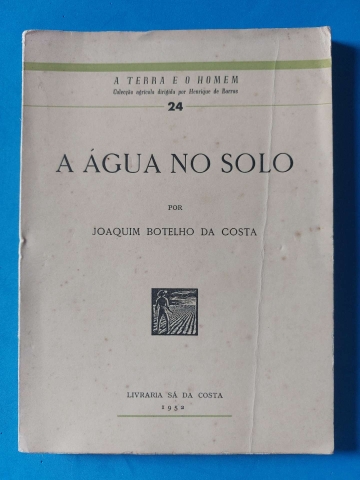 A TERRA E O HOMEM
Colecção agrícola dirigida por Henrique de Barros
24
A ÁGUA NO SOLO
POR
JOAQUIM BOTELHO DA COSTA
LIVRARIA SÁ DA COSTA
1952